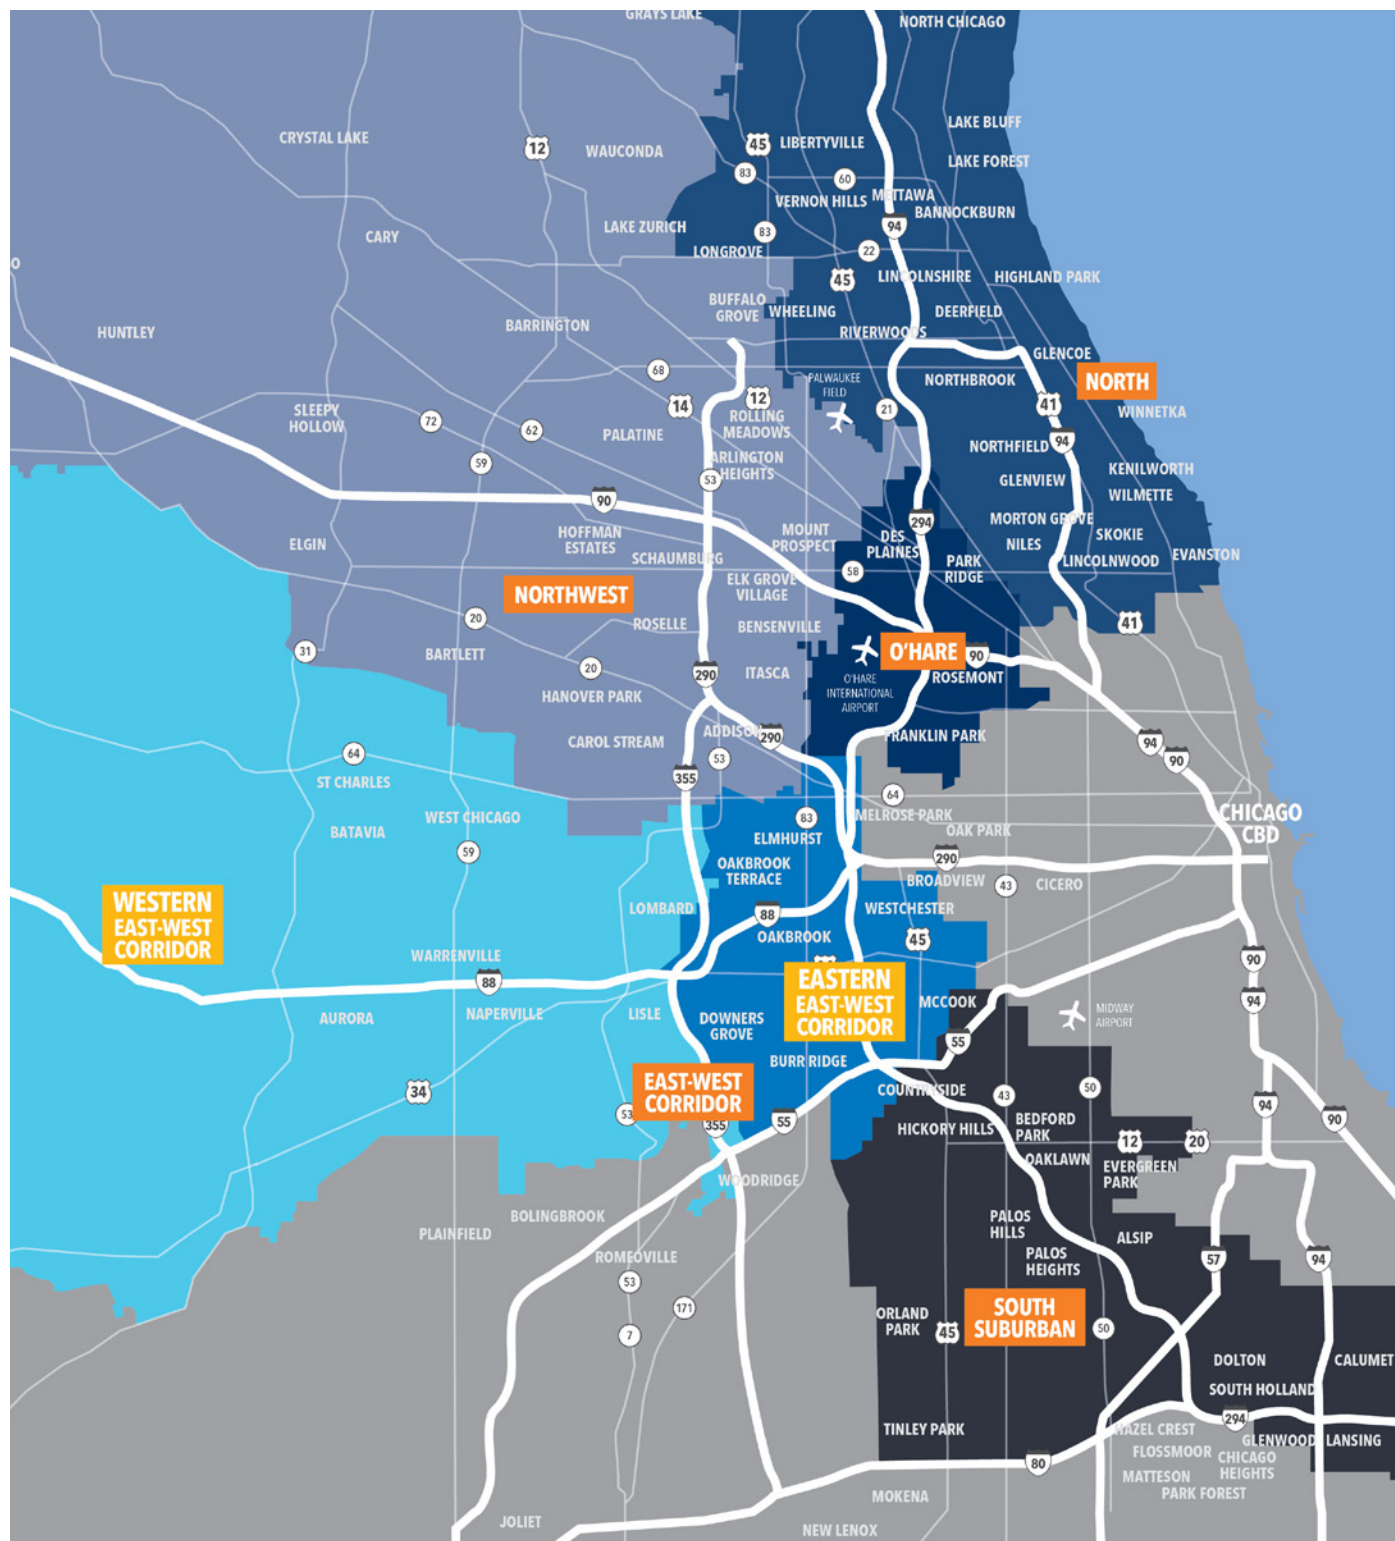 GRAYS LAKE
NORTH CHICAGO
LAKE BLUFF
CRYSTAL LAKE
12
WAUCONDA
45
LIBERTYVILLE
LAKE FOREST
83
60
VERNON HILLS
METTAWA
BANNOCKBURN
LAKE ZURICH
83
94
CARY
LONGROVE
22
O
45
LINCOLNSHIRE
HIGHLAND PARK
BUFFALO
GROVE
WHEELING
DEERFIELD
HUNTLEY
BARRINGTON
RIVERWOODS
GLENCOE
68
PALWAUKEE
FIELD
NORTHBROOK
NORTH
14
12
21
41
WINNETKA
SLEEPY
HOLLOW
72
62
PALATINE
ROLLING
MEADOWS
94
NORTHFIELD
59
ARLINGTON
HEIGHTS
53
GLENVIEW
KENILWORTH
WILMETTE
90
294
MORTON GROVE
SKOKIE
ELGIN
HOFFMAN
ESTATES
MOUNT
PROSPECT
DES
PLAINES
NILES
LINCOLNWOOD
EVANSTON
SCHAUMBURG
58
PARK
RIDGE
NORTHWEST
ELK GROVE
VILLAGE
20
ROSELLE
BENSENVILLE
41
31
BARTLETT
O'HARE
90
20
290
ITASCA
O'HARE
INTERNATIONAL
AIRPORT
ROSEMONT
HANOVER PARK
CAROL STREAM
ADDISON
290
FRANKLIN PARK
94
90
64
53
ST CHARLES
355
64
WEST CHICAGO
83
MELROSE PARK
CHICAGO
CBD
BATAVIA
ELMHURST
OAK PARK
59
OAKBROOK
TERRACE
290
BROADVIEW
43
CICERO
WESTERN
EAST-WEST
CORRIDOR
LOMBARD
88
WESTCHESTER
OAKBROOK
45
WARRENVILLE
90
88
EASTERN
EAST-WEST
CORRIDOR
MCCOOK
94
AURORA
NAPERVILLE
LISLE
DOWNERS
GROVE
MIDWAY
AIRPORT
55
BURR RIDGE
34
EAST-WEST
CORRIDOR
COUNTRYSIDE
43
50
94
53
355
55
HICKORY HILLS
BEDFORD
PARK
90
12
20
OAKLAWN
EVERGREEN
PARK
WOODRIDGE
BOLINGBROOK
PALOS
HILLS
PLAINFIELD
ALSIP
ROMEOVILLE
PALOS
HEIGHTS
57
94
53
171
ORLAND
PARK
45
SOUTH
SUBURBAN
50
7
DOLTON
CALUMET
SOUTH HOLLAND
TINLEY PARK
294
HAZEL CREST
GLENWOOD
LANSING
FLOSSMOOR
CHICAGO
HEIGHTS
80
MATTESON
PARK FOREST
MOKENA
JOLIET
NEW LENOX